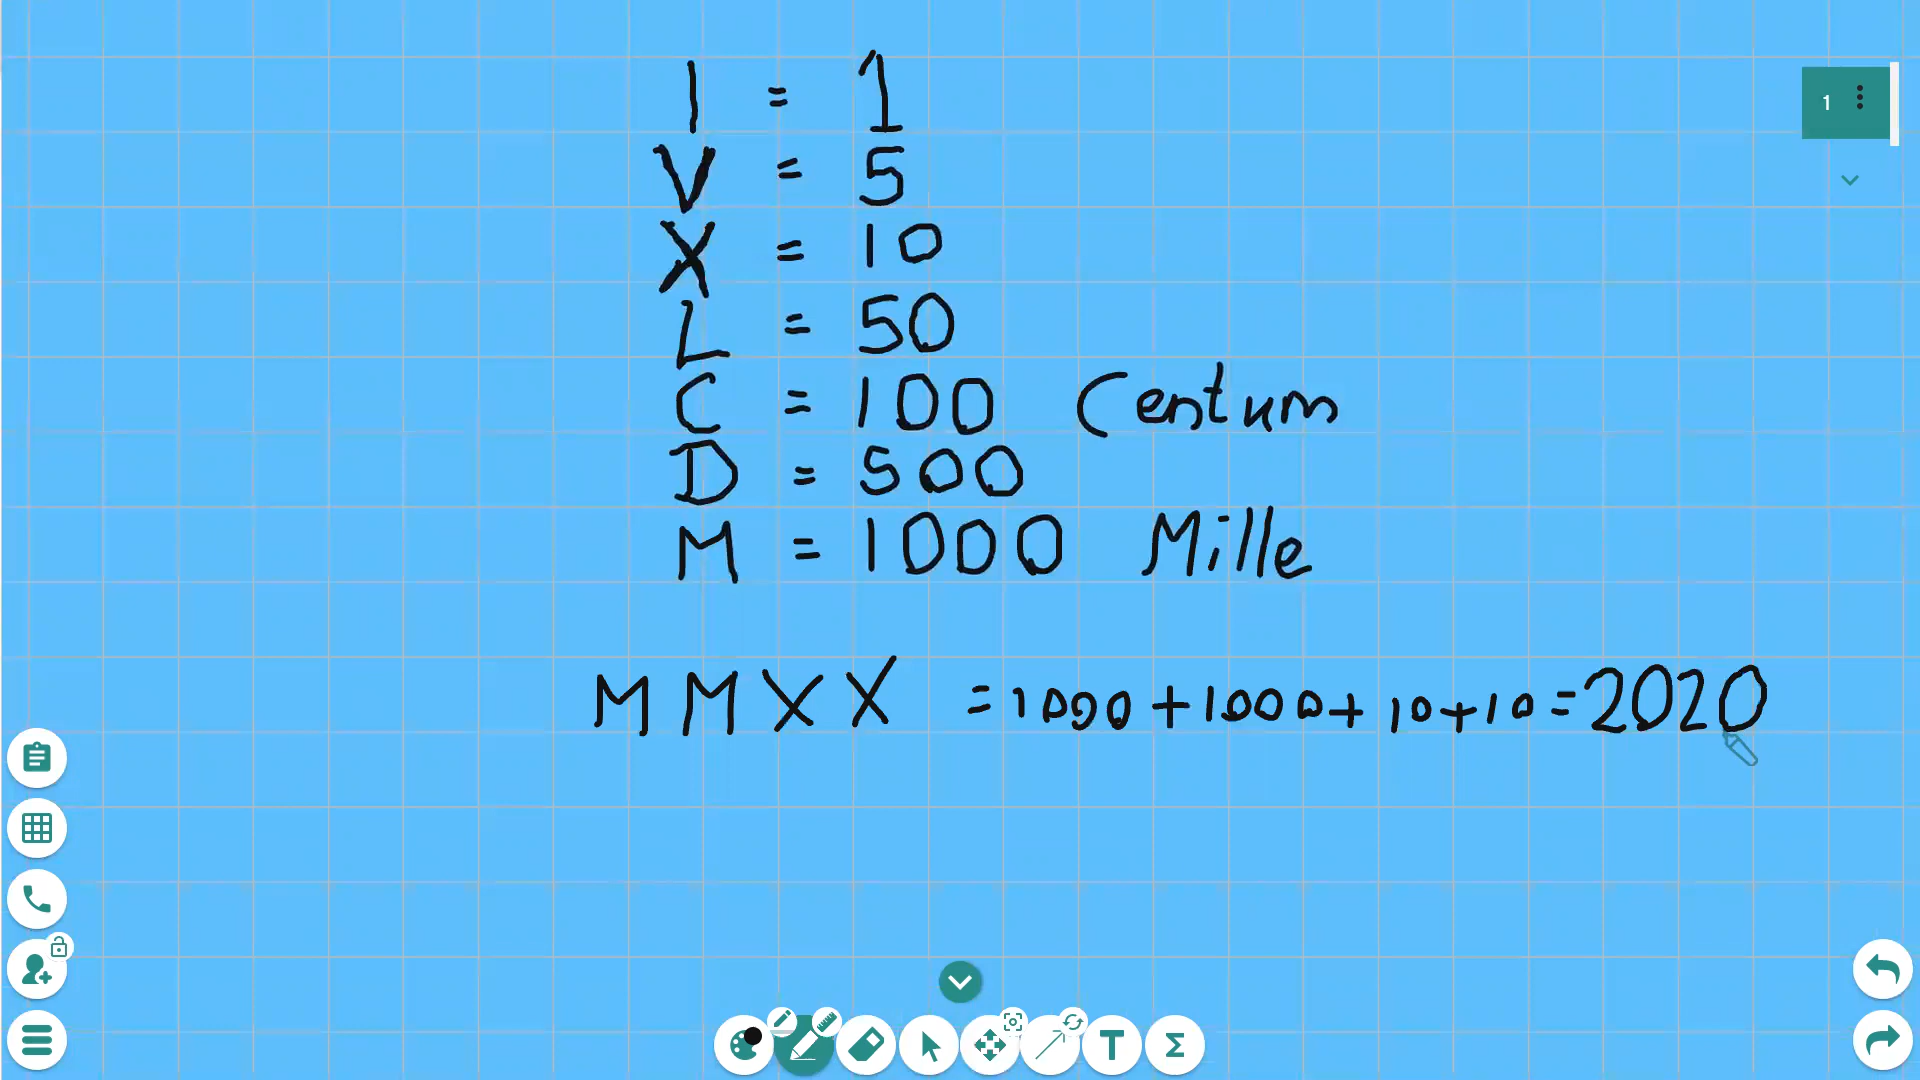 I = 1
1
V = 5
X = 10
L = 50
C = 100 Centum
D = 500
M = 1000 Mille
MMXX = 1000 + 1000 + 10 + 10 = 2020
T Σ